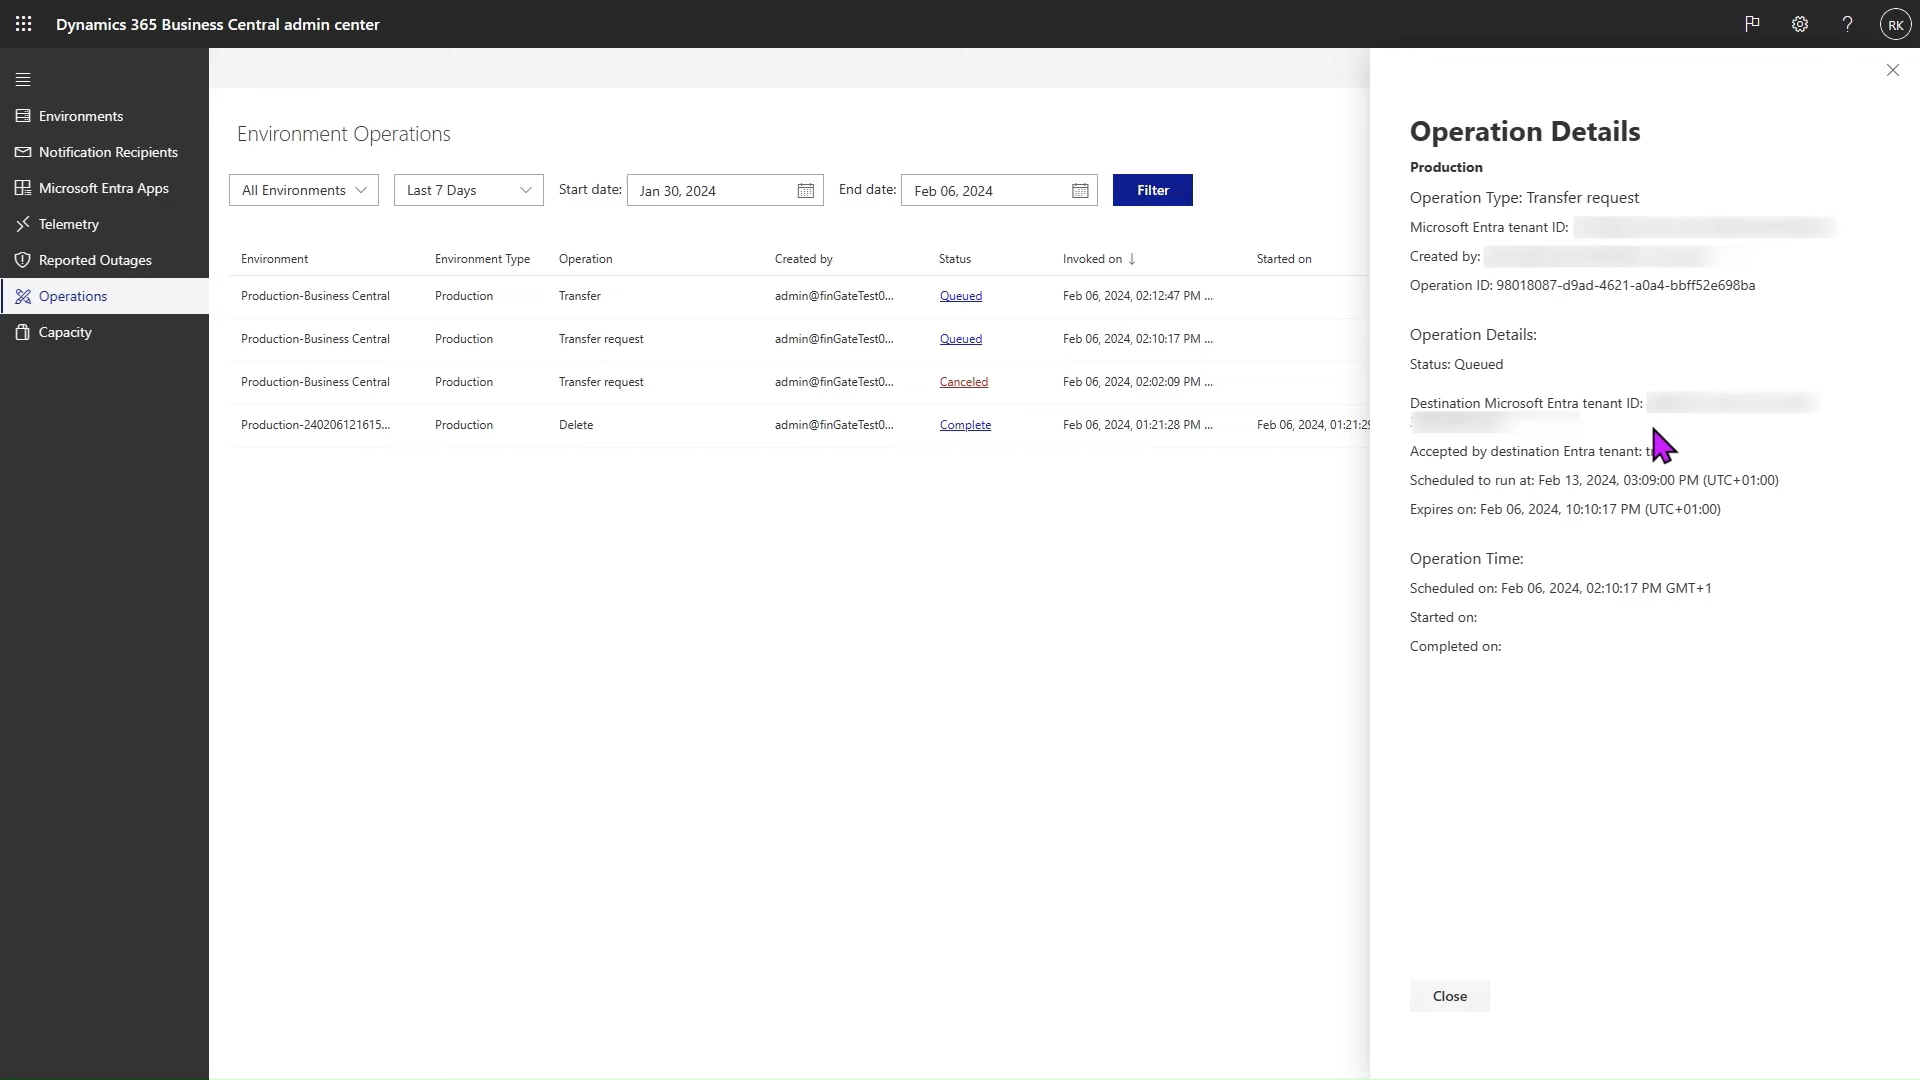 Dynamics 365 Business Central admin center
? RK
Environments
Notification Recipients
Microsoft Entra Apps
Telemetry
Reported Outages
Operations
Capacity
Environment Operations
All Environments Last 7 Days Start date: Jan 30, 2024 End date: Feb 06, 2024 Filter
Environment Environment Type Operation Created by Status Invoked on ↓ Started on
Production-Business Central Production Transfer admin@finGateTest0... Queued Feb 06, 2024, 02:12:47 PM ...
Production-Business Central Production Transfer request admin@finGateTest0... Queued Feb 06, 2024, 02:10:17 PM ...
Production-Business Central Production Transfer request admin@finGateTest0... Canceled Feb 06, 2024, 02:02:09 PM ...
Production-240206121615... Production Delete admin@finGateTest0... Complete Feb 06, 2024, 01:21:28 PM ... Feb 06, 2024, 01:21:29
Operation Details
Production
Operation Type: Transfer request
Microsoft Entra tenant ID:
Created by:
Operation ID: 98018087-d9ad-4621-a0a4-bbff52e698ba
Operation Details:
Status: Queued
Destination Microsoft Entra tenant ID:
Accepted by destination Entra tenant:
Scheduled to run at: Feb 13, 2024, 03:09:00 PM (UTC+01:00)
Expires on: Feb 06, 2024, 10:10:17 PM (UTC+01:00)
Operation Time:
Scheduled on: Feb 06, 2024, 02:10:17 PM GMT+1
Started on:
Completed on:
Close